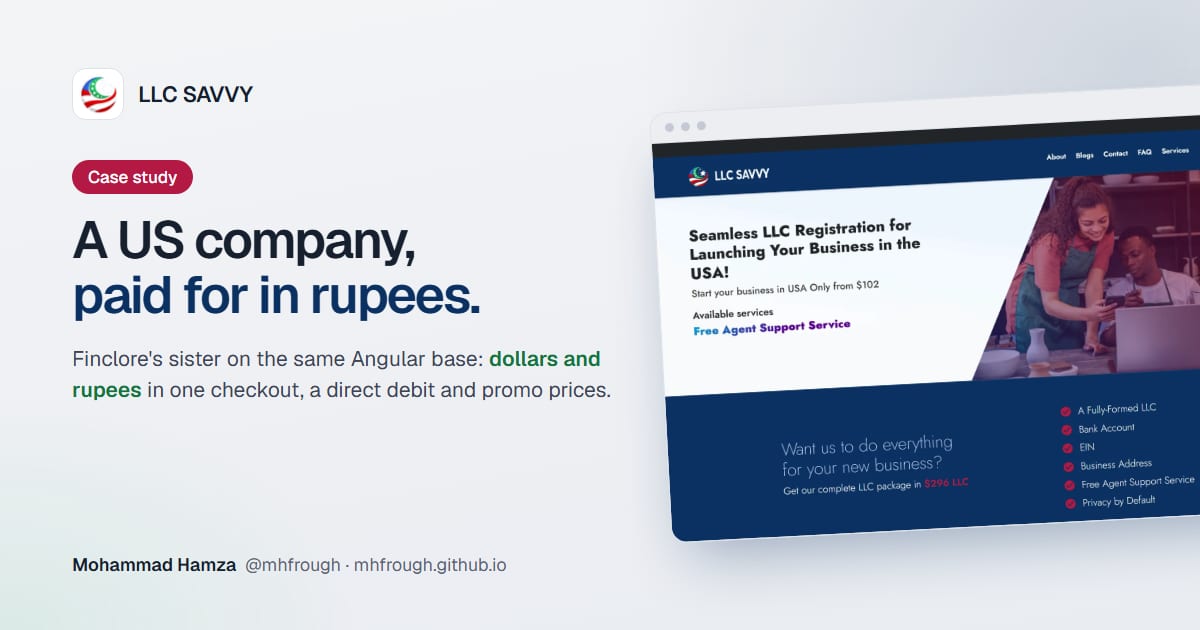 LLC SAVVY
Case study
A US company,
paid for in rupees.
Finclore's sister on the same Angular base: dollars and
rupees in one checkout, a direct debit and promo prices.
Mohammad Hamza @mhfrough · mhfrough.github.io
LLC SAVVY
About Blogs Contact FAQ Services
Seamless LLC Registration for
Launching Your Business in the
USA!
Start your business in USA Only from $102
Available services
Free Agent Support Service
Want us to do everything
for your new business?
Get our complete LLC package in $296 LLC
A Fully-Formed LLC
Bank Account
EIN
Business Address
Free Agent Support Service
Privacy by Default